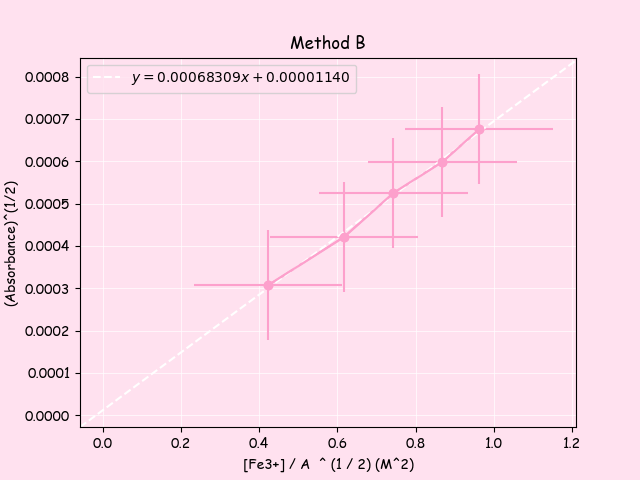 Method B
y = 0.00068309x + 0.00001140
(Absorbance)^(1/2)
0.0008
0.0007
0.0006
0.0005
0.0004
0.0003
0.0002
0.0001
0.0000
0.0 0.2 0.4 0.6 0.8 1.0 1.2
[Fe3+] / A ^ (1 / 2) (M^2)